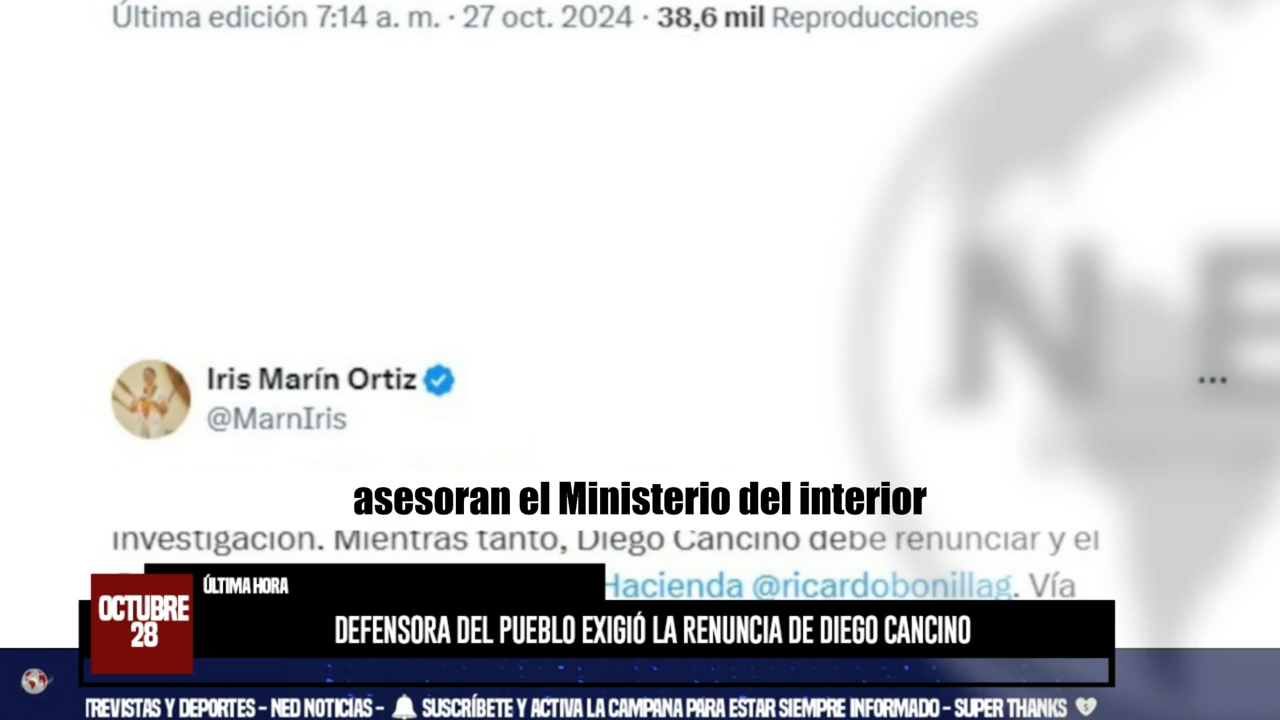 Última edición 7:14 a. m. · 27 oct. 2024 · 38,6 mil Reproducciones
NE
Iris Marín Ortiz
@MarnIris
...
asesoran el Ministerio del interior
investigación. Mientras tanto, Diego Cancino debe renunciar y el
Hacienda @ricardobonillag. Vía
ÚLTIMA HORA
OCTUBRE
28
DEFENSORA DEL PUEBLO EXIGIÓ LA RENUNCIA DE DIEGO CANCINO
TREVISTAS Y DEPORTES - NED NOTICIAS - SUSCRÍBETE Y ACTIVA LA CAMPANA PARA ESTAR SIEMPRE INFORMADO - SUPER THANKS